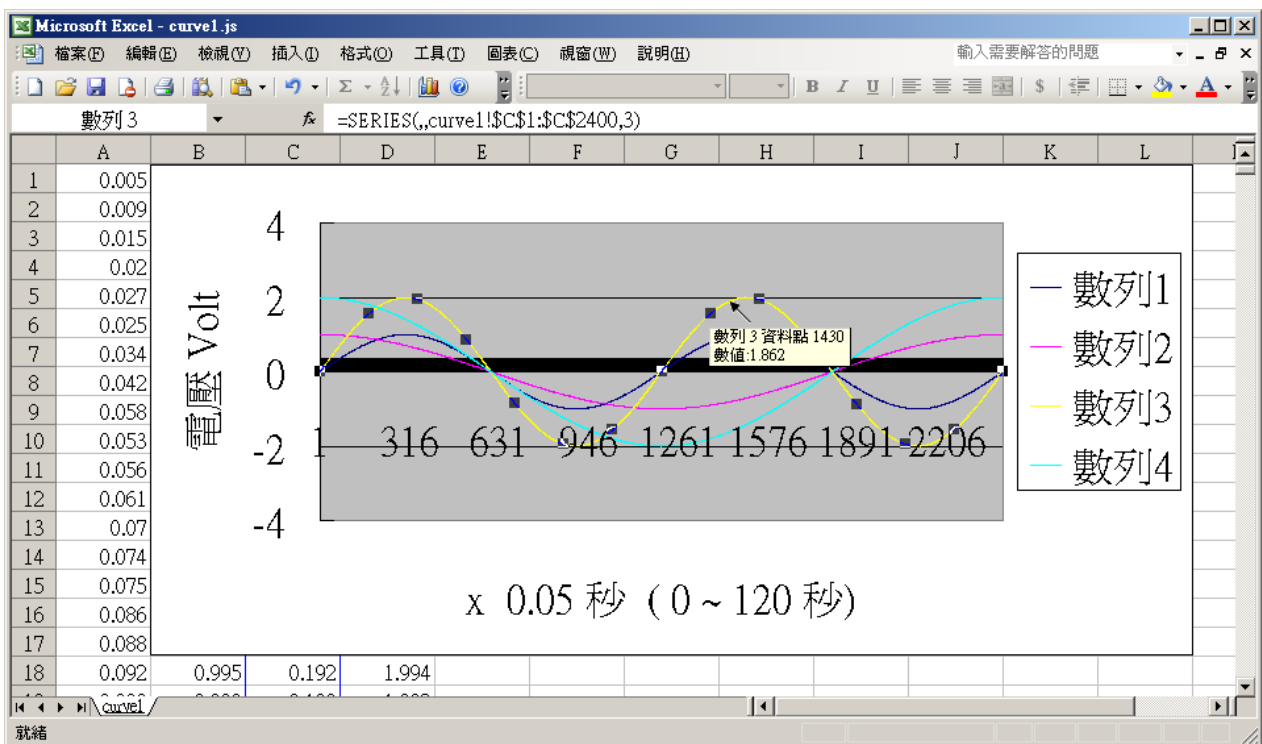 Microsoft Excel - curve1.js
檔案(F) 編輯(E) 檢視(V) 插入(I) 格式(O) 工具(T) 圖表(C) 視窗(W) 說明(H) 輸入需要解答的問題
Σ B I U $ A
數列 3 fx =SERIES(,,curve1!$C$1:$C$2400,3)
A B C D E F G H I J K L
1 0.005
2 0.009
3 0.015
4 0.02
5 0.027
6 0.025
7 0.034
8 0.042
9 0.058
10 0.053
11 0.056
12 0.061
13 0.07
14 0.074
15 0.075
16 0.086
17 0.088
18 0.092 0.995 0.192 1.994
電壓 Volt
4
2
0
-2
-4
1 316 631 946 1261 1576 1891 2206
數列 3 資料點 1430
數值:1.862
數列1
數列2
數列3
數列4
x 0.05 秒 ( 0 ~ 120 秒)
curve1
就緒